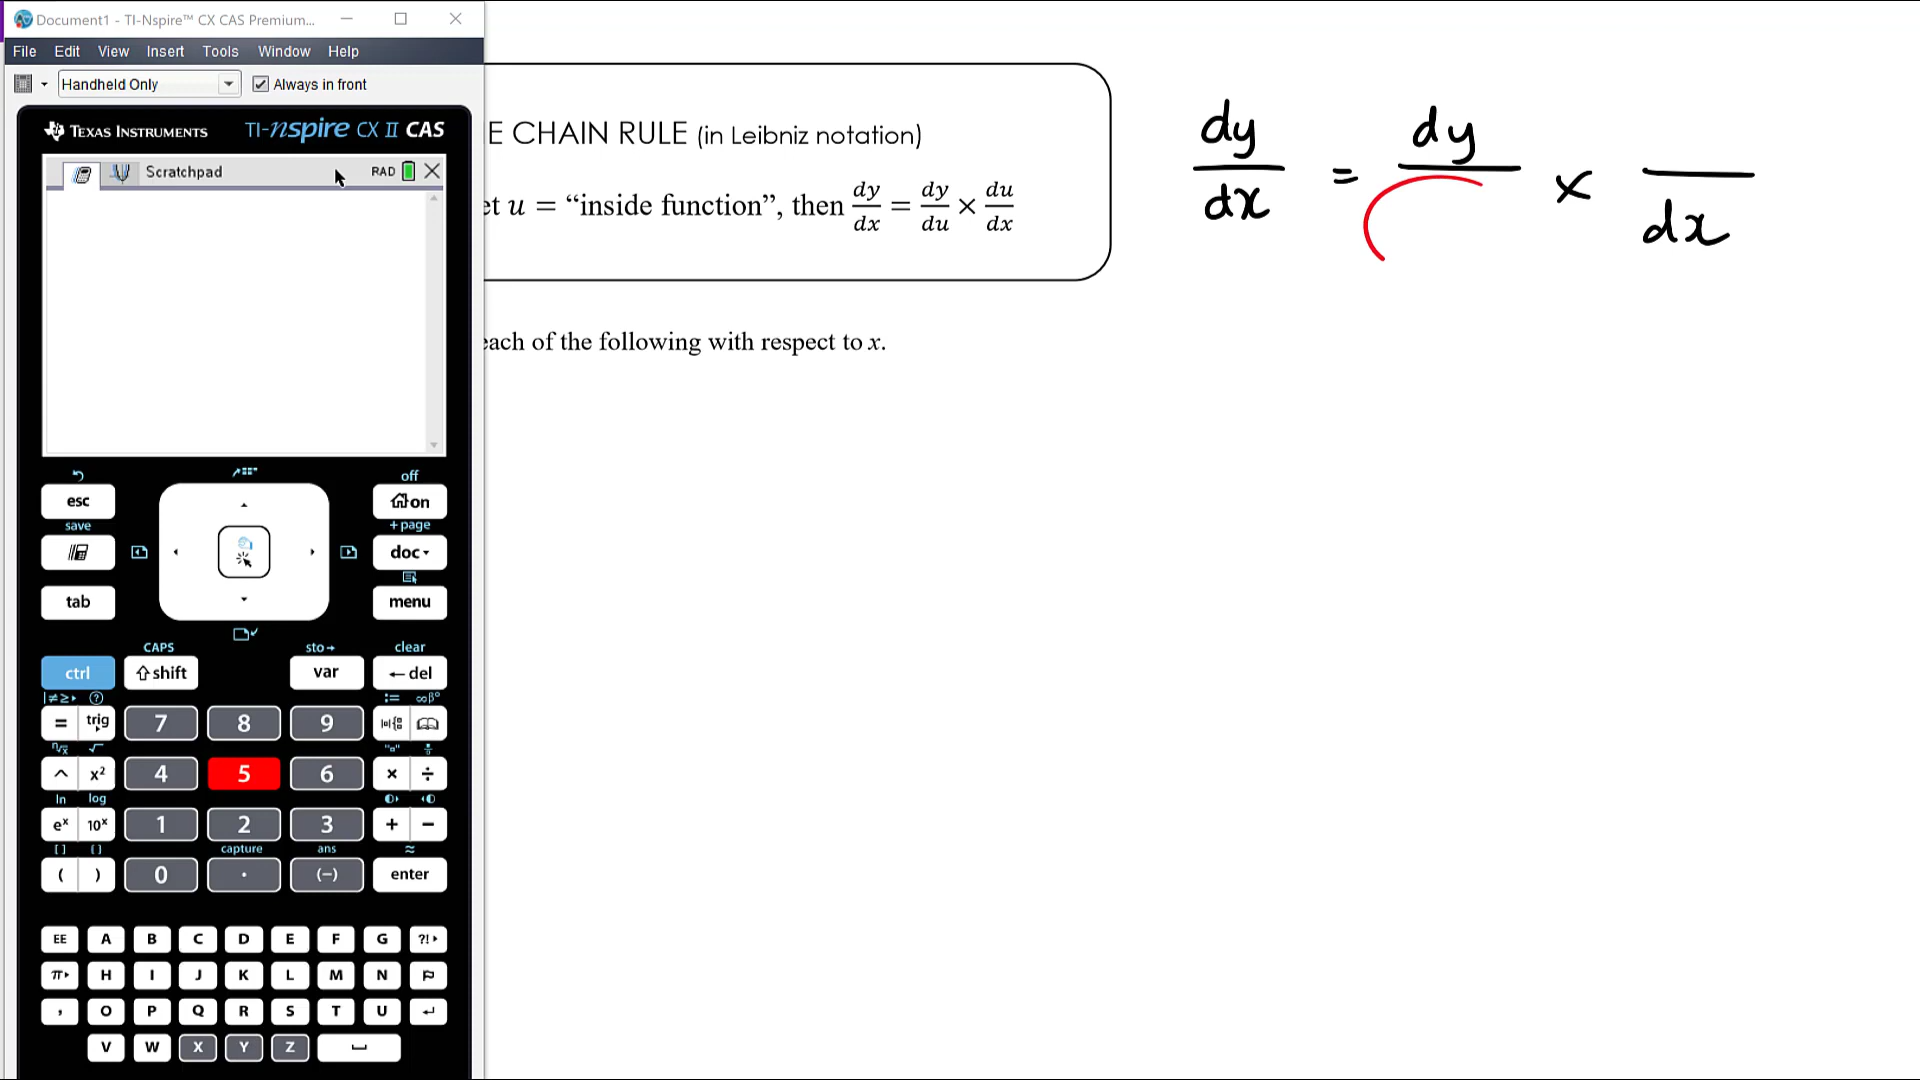 Document1 - TI-Nspire™ CX CAS Premium...
File Edit View Insert Tools Window Help
Handheld Only Always in front
TEXAS INSTRUMENTS TI-nspire CX II CAS
Scratchpad RAD
off
esc on
save + page
doc
tab menu
CAPS sto→ clear
ctrl ⇧shift var ←del
|≠≥▸ ? := ∞β°
= trig 7 8 9
ⁿ√x √ "□"
^ x² 4 5 6 × ÷
ln log
eˣ 10ˣ 1 2 3 + −
[ ] { } capture ans ≈
( ) 0 . (−) enter
EE A B C D E F G ?!▸
π▸ H I J K L M N
, O P Q R S T U ↵
V W X Y Z
E CHAIN RULE (in Leibniz notation)
et u = “inside function”, then dy/dx = dy/du × du/dx
each of the following with respect to x.
dy/dx = dy/ × /dx